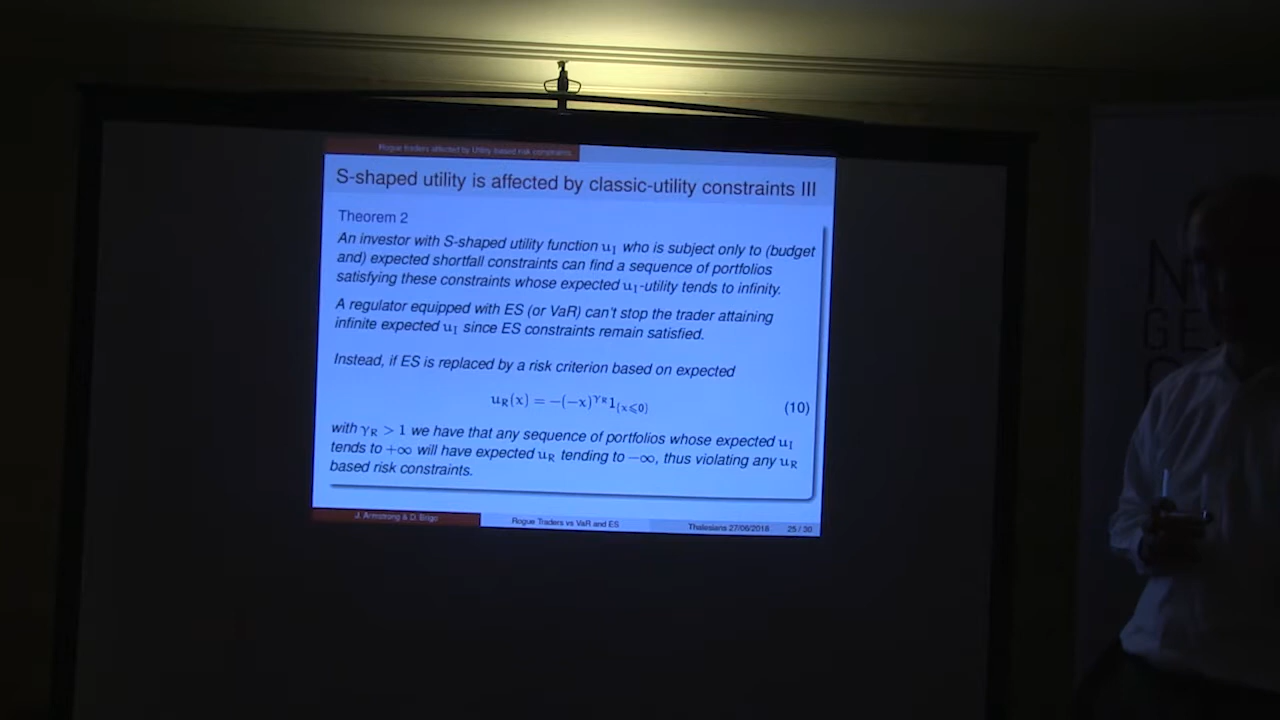 Rogue traders affected by Utility-based risk constraints.
S-shaped utility is affected by classic-utility constraints III
Theorem 2
An investor with S-shaped utility function u_I who is subject only to (budget
and) expected shortfall constraints can find a sequence of portfolios
satisfying these constraints whose expected u_I-utility tends to infinity.
A regulator equipped with ES (or VaR) can't stop the trader attaining
infinite expected u_I since ES constraints remain satisfied.
Instead, if ES is replaced by a risk criterion based on expected
u_R(x) = −(−x)^{γ_R} 1_{{x⩽0}} (10)
with γ_R > 1 we have that any sequence of portfolios whose expected u_I
tends to +∞ will have expected u_R tending to −∞, thus violating any u_R
based risk constraints.
J. Armstrong & D. Brigo Rogue Traders vs VaR and ES Thalesians 27/06/2018 25 / 30